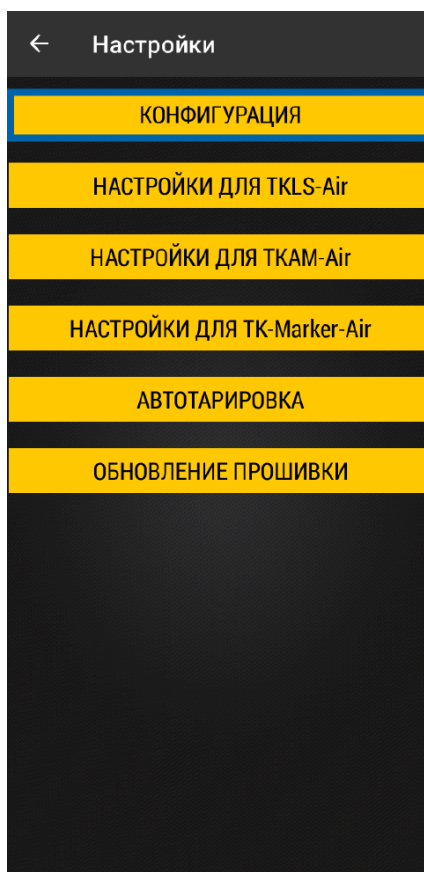 Настройки
КОНФИГУРАЦИЯ
НАСТРОЙКИ ДЛЯ TKLS-Air
НАСТРОЙКИ ДЛЯ TKAM-Air
НАСТРОЙКИ ДЛЯ TK-Marker-Air
АВТОТАРИРОВКА
ОБНОВЛЕНИЕ ПРОШИВКИ